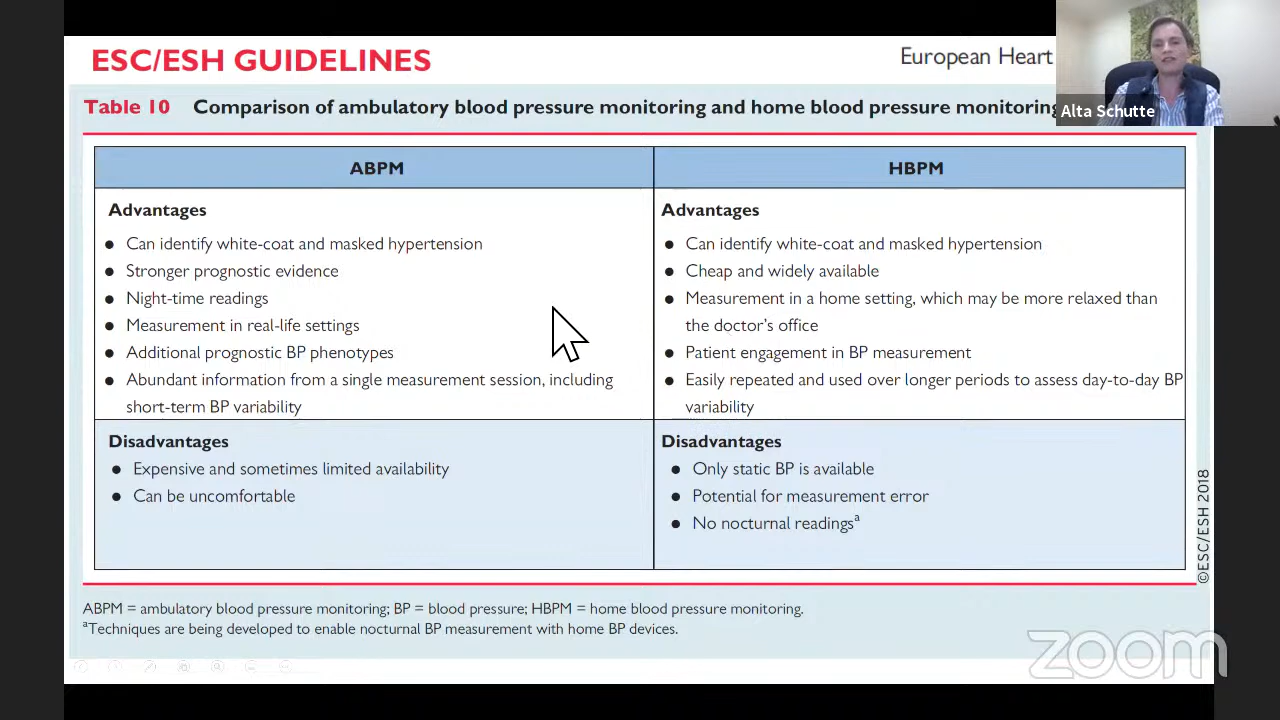 ESC/ESH GUIDELINES
European Heart
Alta Schutte
Table 10 Comparison of ambulatory blood pressure monitoring and home blood pressure monitoring
ABPM
Advantages
• Can identify white-coat and masked hypertension
• Stronger prognostic evidence
• Night-time readings
• Measurement in real-life settings
• Additional prognostic BP phenotypes
• Abundant information from a single measurement session, including
short-term BP variability
Disadvantages
• Expensive and sometimes limited availability
• Can be uncomfortable
HBPM
Advantages
• Can identify white-coat and masked hypertension
• Cheap and widely available
• Measurement in a home setting, which may be more relaxed than
the doctor's office
• Patient engagement in BP measurement
• Easily repeated and used over longer periods to assess day-to-day BP
variability
Disadvantages
• Only static BP is available
• Potential for measurement error
• No nocturnal readingsª
©ESC/ESH 2018
ABPM = ambulatory blood pressure monitoring; BP = blood pressure; HBPM = home blood pressure monitoring.
ªTechniques are being developed to enable nocturnal BP measurement with home BP devices.
zoom